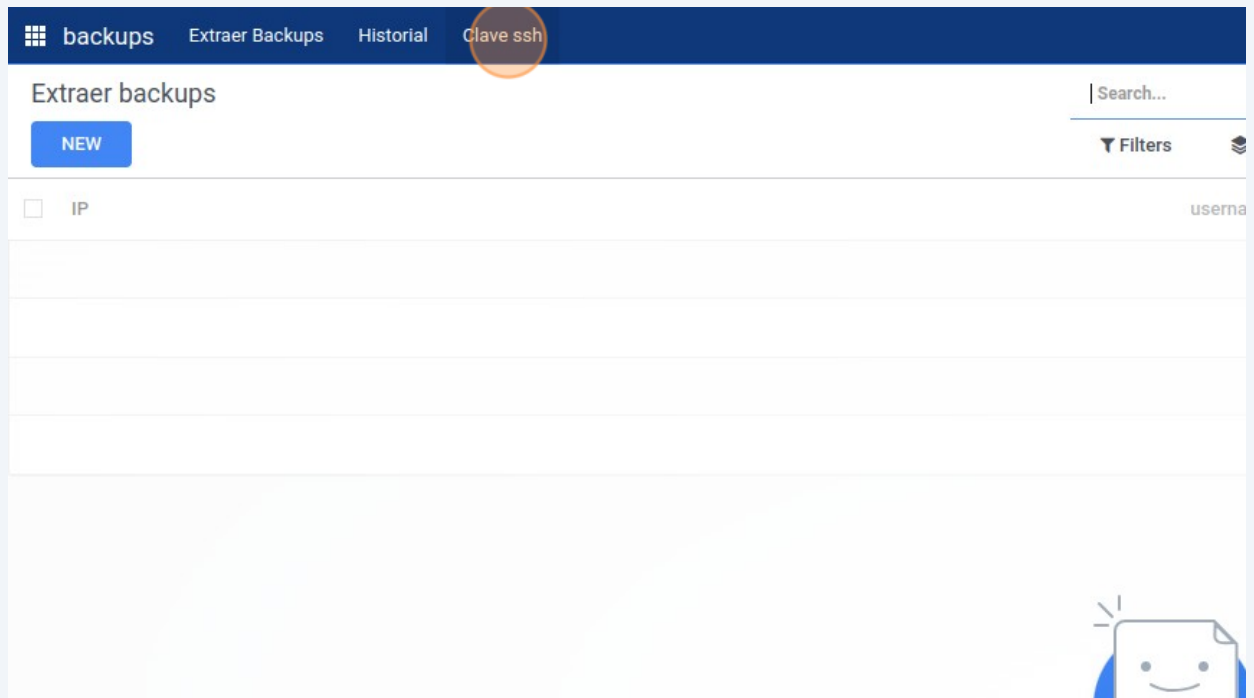 backups Extraer Backups Historial Clave ssh
Extraer backups
Search...
NEW
Filters
IP